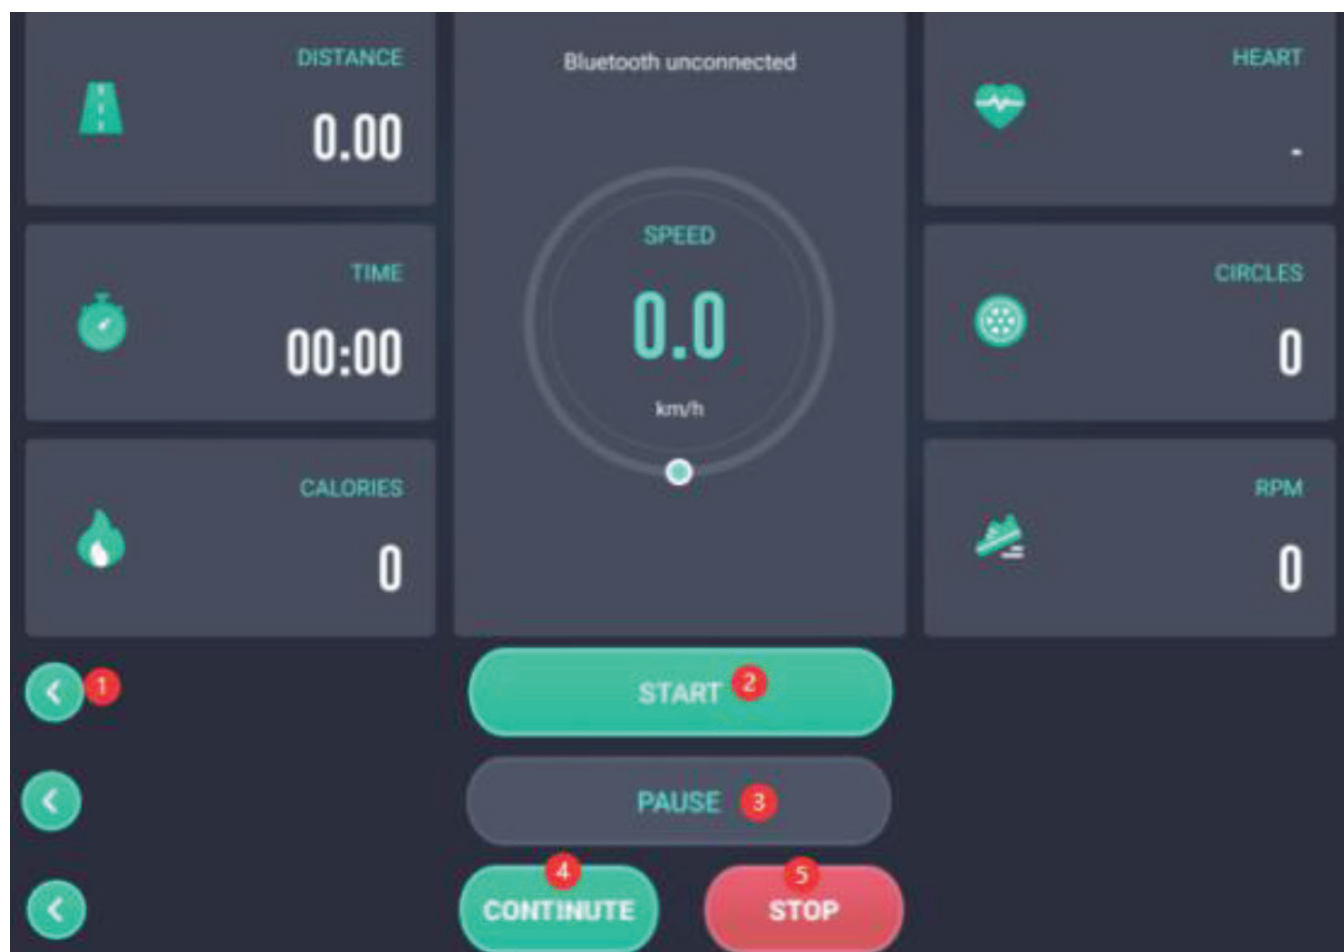 DISTANCE
0.00
Bluetooth unconnected
HEART
-
TIME
00:00
SPEED
0.0
km/h
CIRCLES
0
CALORIES
0
RPM
0
1
START 2
PAUSE 3
4
5
CONTINUTE
STOP